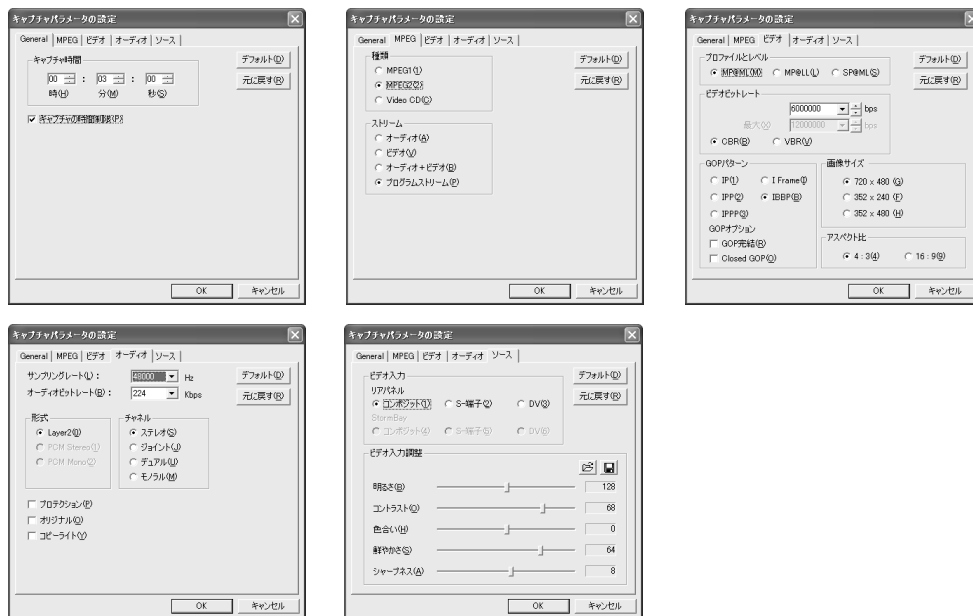 キャプチャパラメータの設定
General MPEG ビデオ オーディオ ソース
キャプチャ時間
00 : 03 : 00
時(H) 分(M) 秒(S)
キャプチャの時間制限(P)
デフォルト(D)
元に戻す(R)
OK キャンセル
キャプチャパラメータの設定
General MPEG ビデオ オーディオ ソース
種類
MPEG1(1)
MPEG2(2)
Video CD(C)
ストリーム
オーディオ(A)
ビデオ(V)
オーディオ+ビデオ(B)
プログラムストリーム(P)
デフォルト(D)
元に戻す(R)
OK キャンセル
キャプチャパラメータの設定
General MPEG ビデオ オーディオ ソース
プロファイルとレベル
MP@ML(M) MP@LL(L) SP@ML(S)
デフォルト(D)
元に戻す(R)
ビデオビットレート
6000000 bps
最大(X) 12000000 bps
CBR(B) VBR(V)
GOPパターン
IP(1) I Frame(I)
IPP(2) IBBP(B)
IPPP(3)
GOPオプション
GOP完結(R)
Closed GOP(O)
画像サイズ
720 x 480 (G)
352 x 240 (F)
352 x 480 (H)
アスペクト比
4 : 3(4) 16 : 9(9)
OK キャンセル
キャプチャパラメータの設定
General MPEG ビデオ オーディオ ソース
サンプリングレート(L) : 48000 Hz
オーディオビットレート(B) : 224 Kbps
デフォルト(D)
元に戻す(R)
形式
Layer2(0)
PCM Stereo(1)
PCM Mono(2)
チャネル
ステレオ(S)
ジョイント(J)
デュアル(U)
モノラル(M)
プロテクション(P)
オリジナル(O)
コピーライト(Y)
OK キャンセル
キャプチャパラメータの設定
General MPEG ビデオ オーディオ ソース
ビデオ入力
リアパネル
コンポジット(1) S-端子(2) DV(3)
StormBay
コンポジット(4) S-端子(5) DV(6)
デフォルト(D)
元に戻す(R)
ビデオ入力調整
明るさ(B) 128
コントラスト(O) 68
色合い(H) 0
鮮やかさ(S) 64
シャープネス(A) 8
OK キャンセル